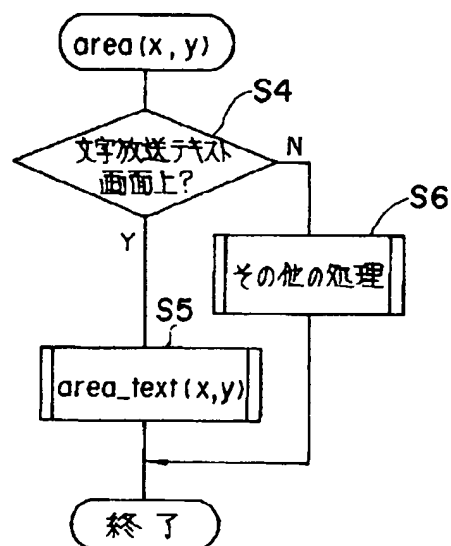 area(x,y)
S4
文字放送テキスト
画面上?
N
S6
Y
その他の処理
S5
area_text(x,y)
終了